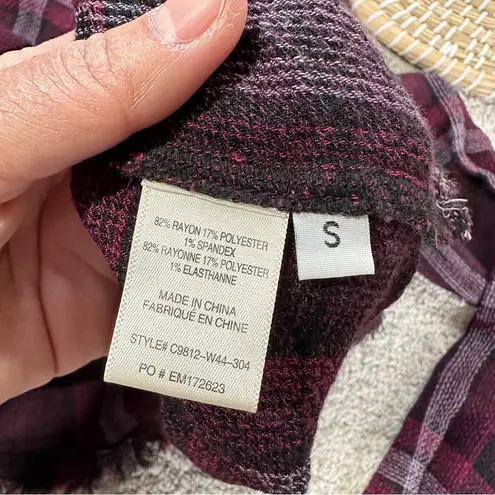 82% RAYON 17% POLYESTER
1% SPANDEX
82% RAYONNE 17% POLYESTER
1% ELASTHANNE
MADE IN CHINA
FABRIQUÉ EN CHINE
STYLE# C9812-W44-304
PO # EM172623
S